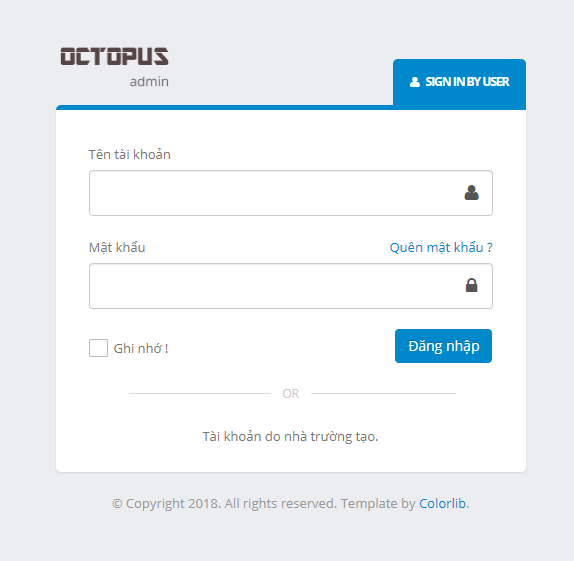 OCTOPUS
admin
SIGN IN BY USER
Tên tài khoản
Mật khẩu
Quên mật khẩu ?
Ghi nhớ !
Đăng nhập
OR
Tài khoản do nhà trường tạo.
© Copyright 2018. All rights reserved. Template by Colorlib.